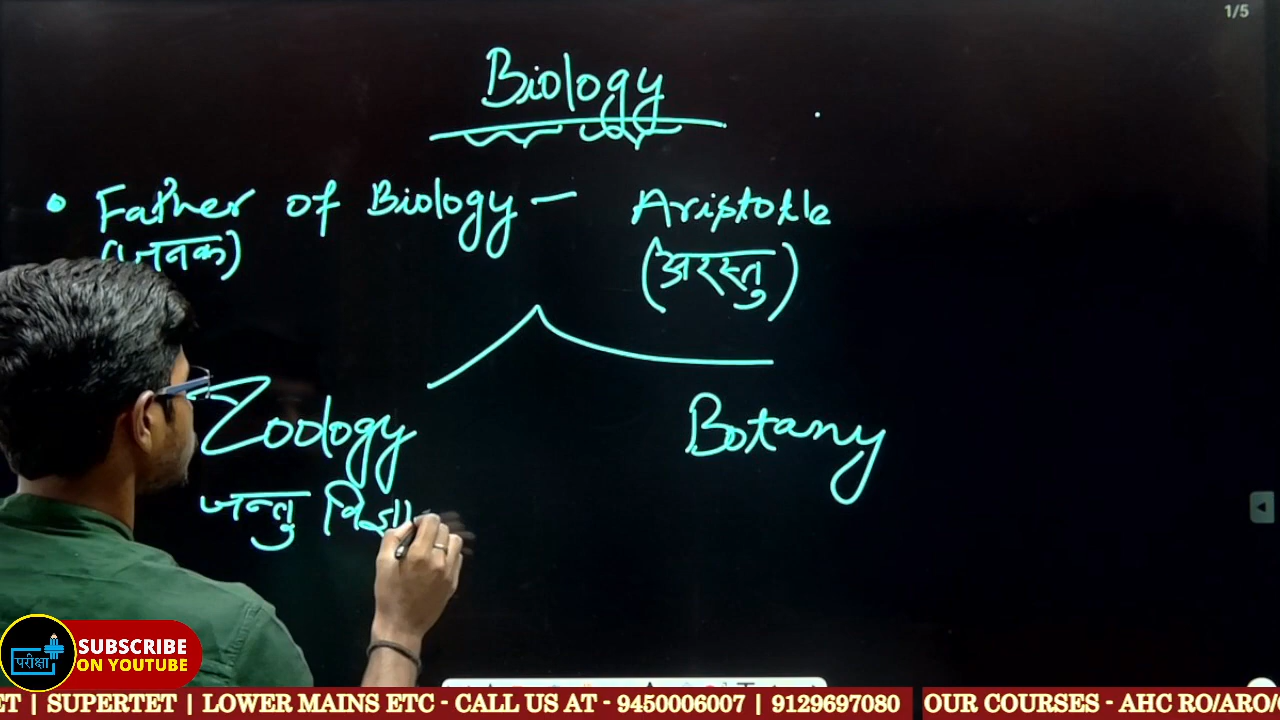 1/5
Biology
• Father of Biology - Aristotle
(जनक) (अरस्तु)
Zoology Botany
जन्तु विज्ञा
परीक्षा
SUBSCRIBE
ON YOUTUBE
ET | SUPERTET | LOWER MAINS ETC - CALL US AT - 9450006007 | 9129697080 OUR COURSES - AHC RO/ARO/